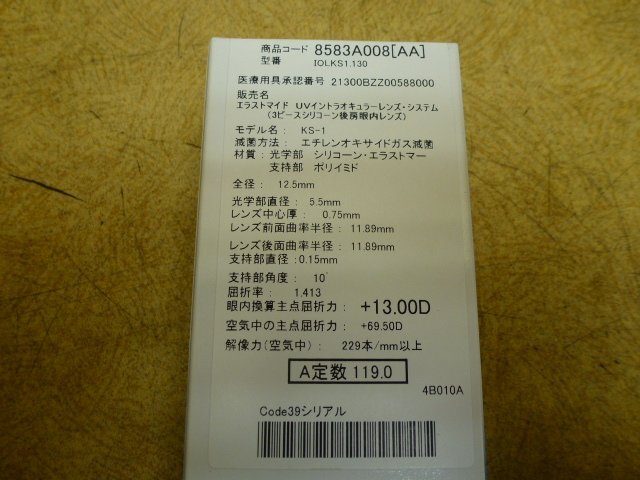 商品コード 8583A008[AA]
型番 IOLKS1.130
医療用具承認番号 21300BZZ00588000
販売名
エラストマイド UVイントラオキュラーレンズ・システム
(3ピースシリコーン後房眼内レンズ)
モデル名: KS-1
滅菌方法: エチレンオキサイドガス滅菌
材質: 光学部 シリコーン・エラストマー
支持部 ポリイミド
全径: 12.5mm
光学部直径: 5.5mm
レンズ中心厚: 0.75mm
レンズ前面曲率半径: 11.89mm
レンズ後面曲率半径: 11.89mm
支持部直径:0.15mm
支持部角度: 10°
屈折率: 1.413
眼内換算主点屈折力: +13.00D
空気中の主点屈折力: +69.50D
解像力(空気中): 229本/mm以上
A定数 119.0
4B010A
Code39シリアル